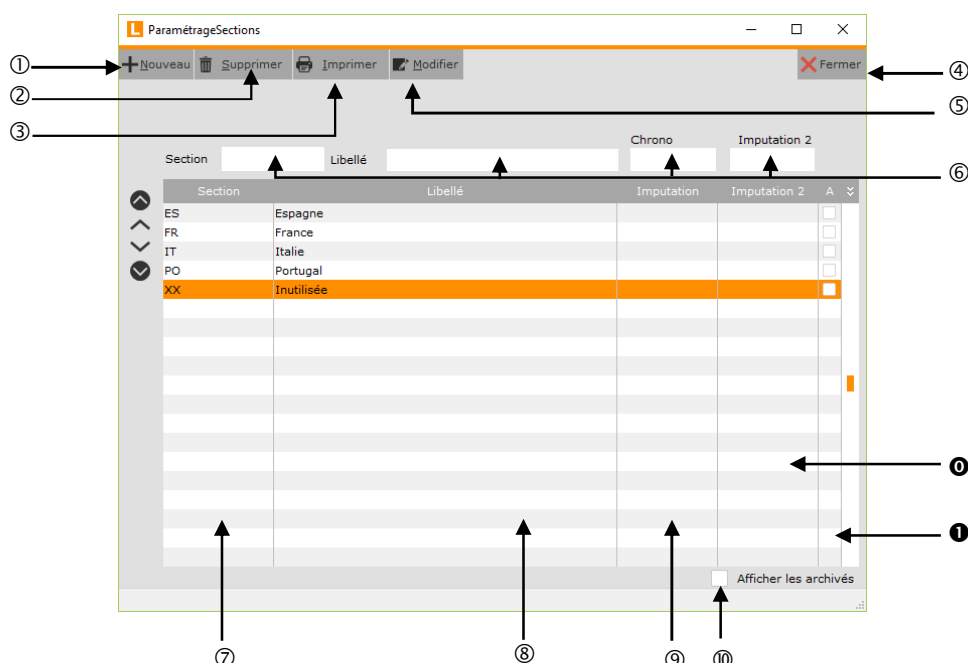 L ParamétrageSections
① Nouveau Supprimer Imprimer Modifier Fermer ④
②
⑤
③
Chrono Imputation 2
Section Libellé
⑥
Section Libellé Imputation Imputation 2 A
ES Espagne
FR France
IT Italie
PO Portugal
XX Inutilisée
⓿
❶
Afficher les archivés
⑦ ⑧ ⑨ ⑩